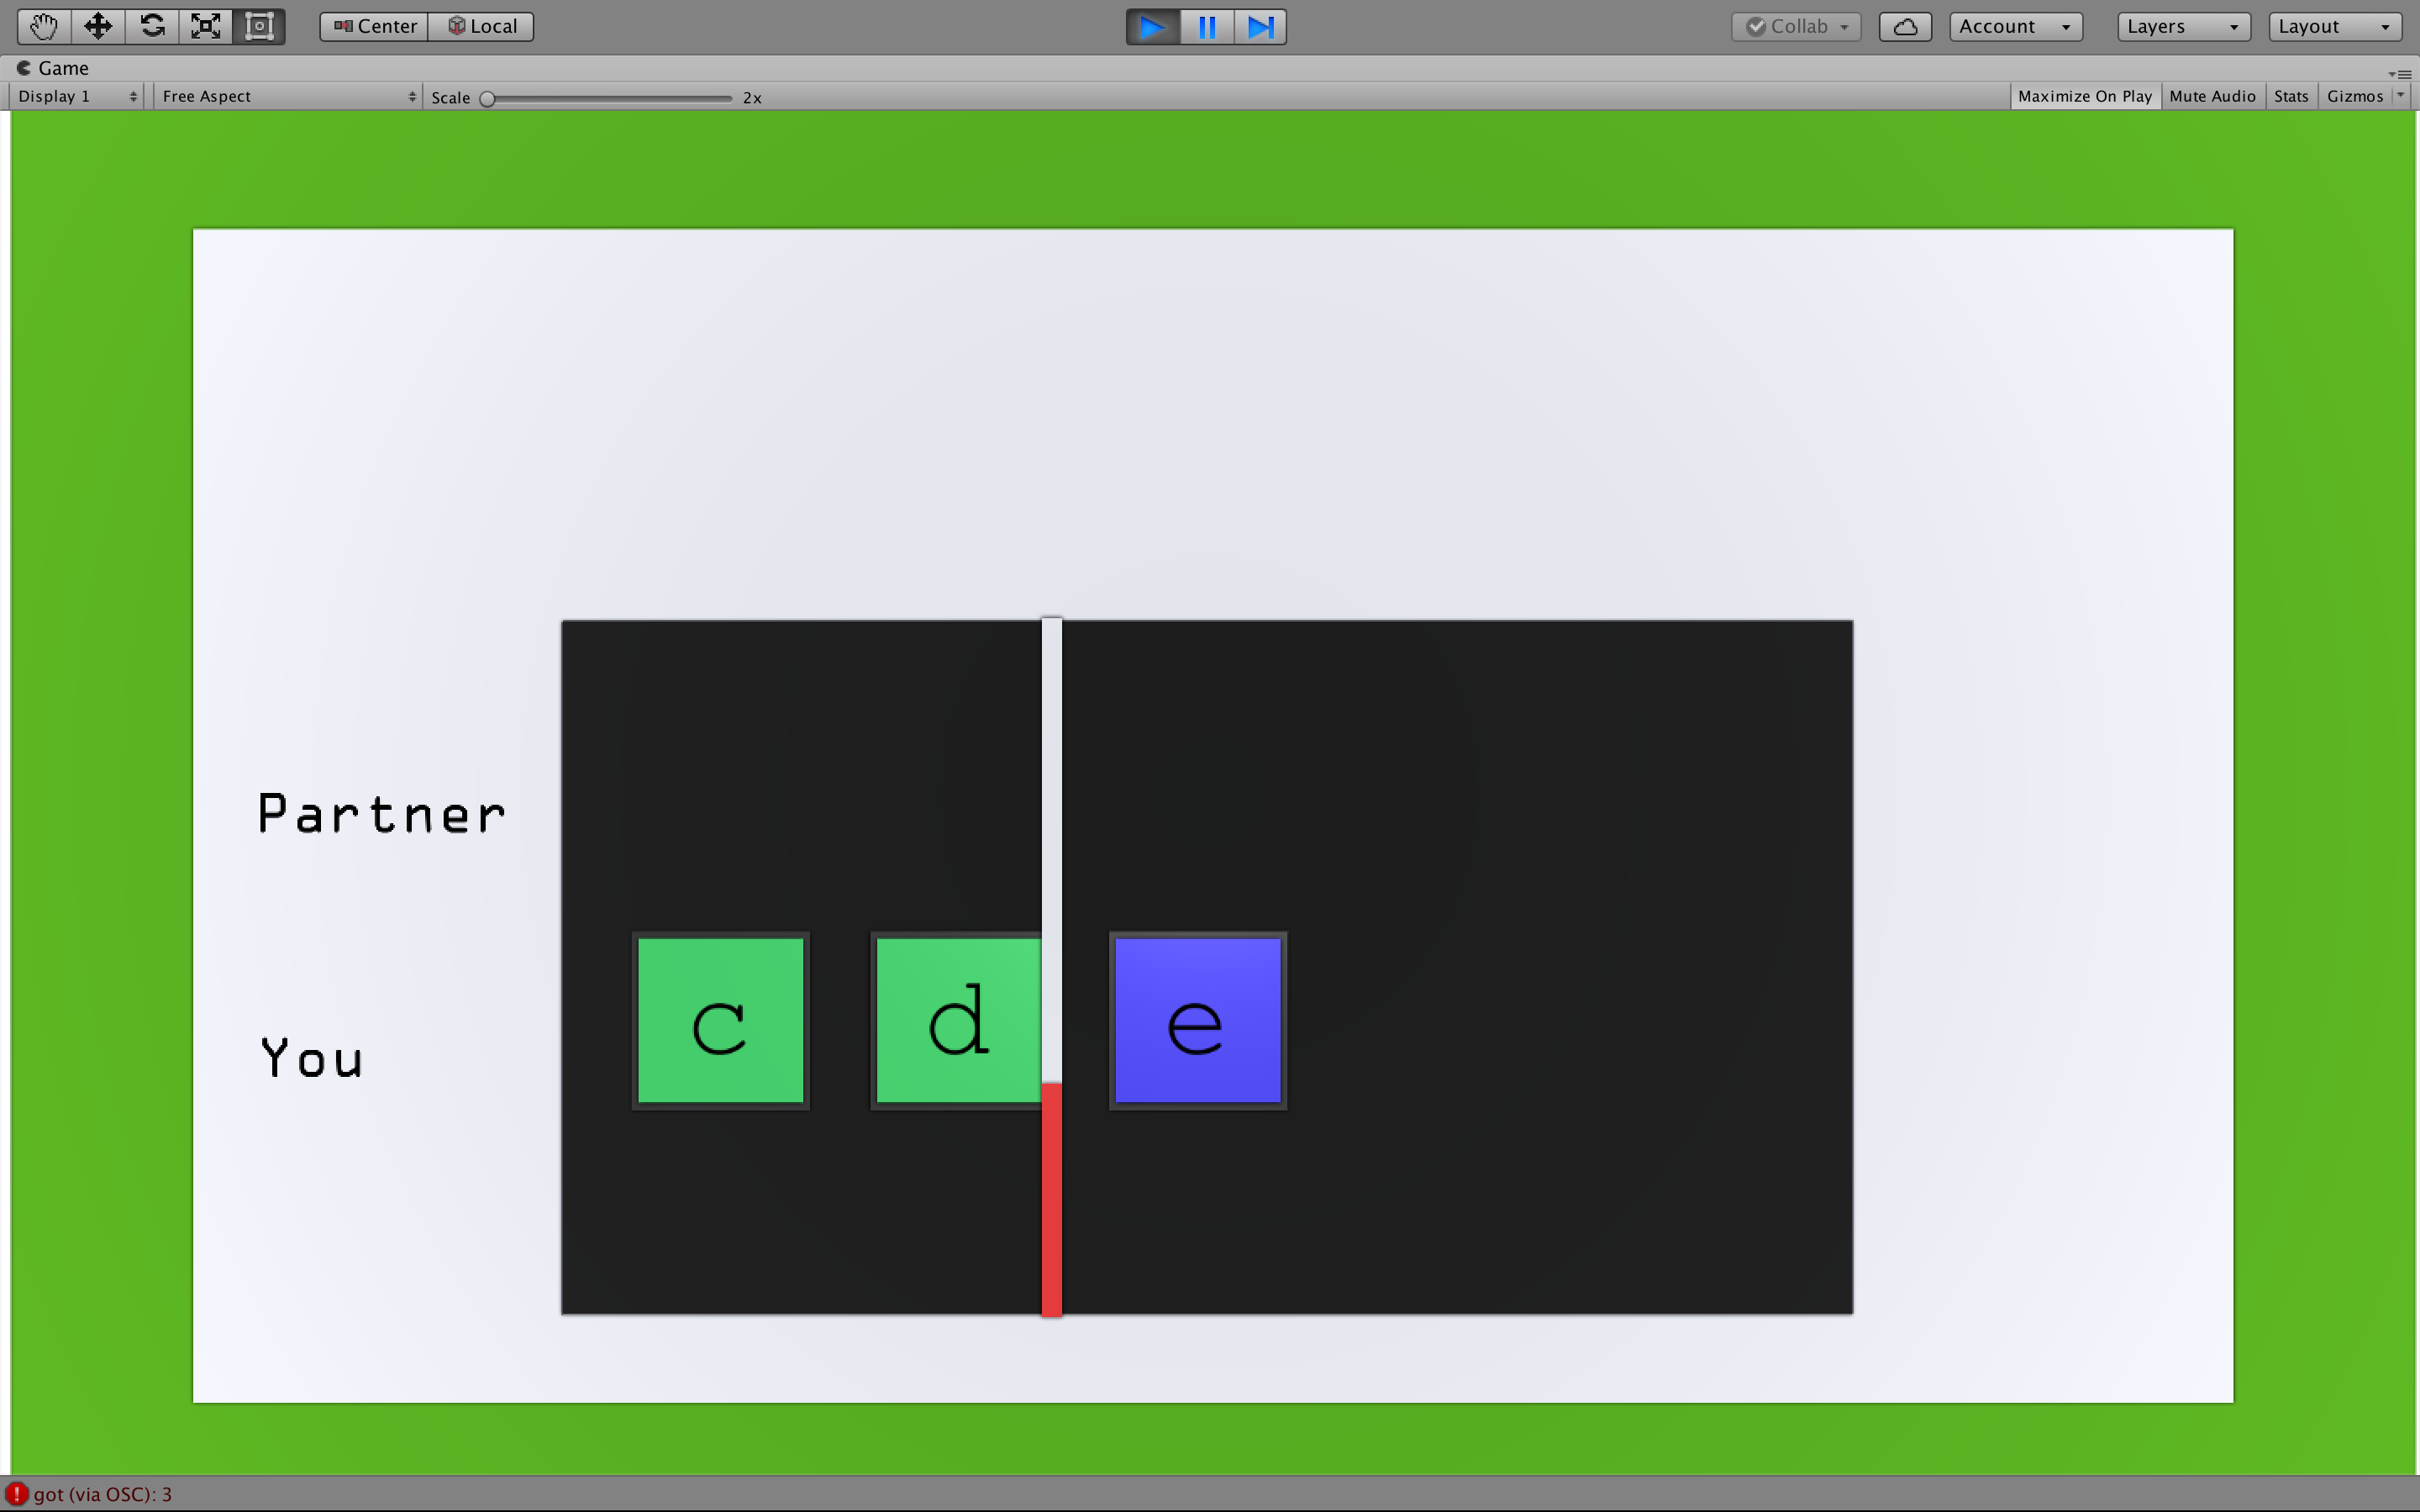 Center Local Collab Account Layers Layout
Game
Display 1 Free Aspect Scale 2x Maximize On Play Mute Audio Stats Gizmos
Partner
c d e
You
got (via OSC): 3